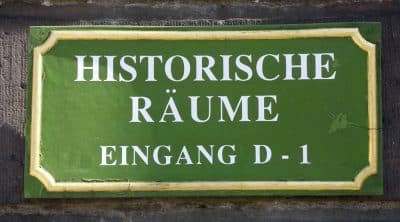 HISTORISCHE
RÄUME
EINGANG D - 1